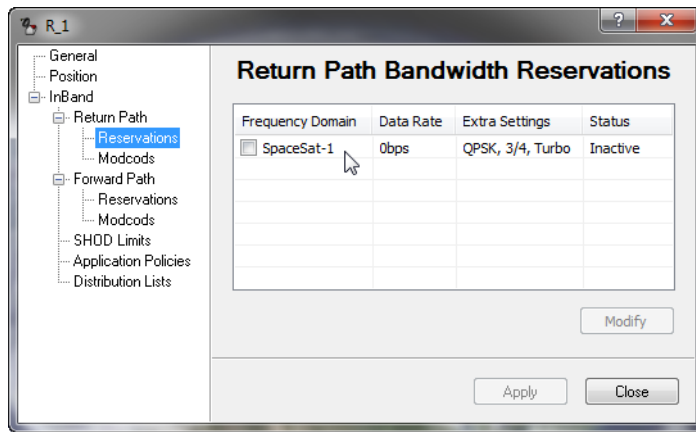 R_1
General
Position
InBand
Return Path
Reservations
Modcods
Forward Path
Reservations
Modcods
SHOD Limits
Application Policies
Distribution Lists
Return Path Bandwidth Reservations
Frequency Domain Data Rate Extra Settings Status
SpaceSat-1 0bps QPSK, 3/4, Turbo Inactive
Modify
Apply Close